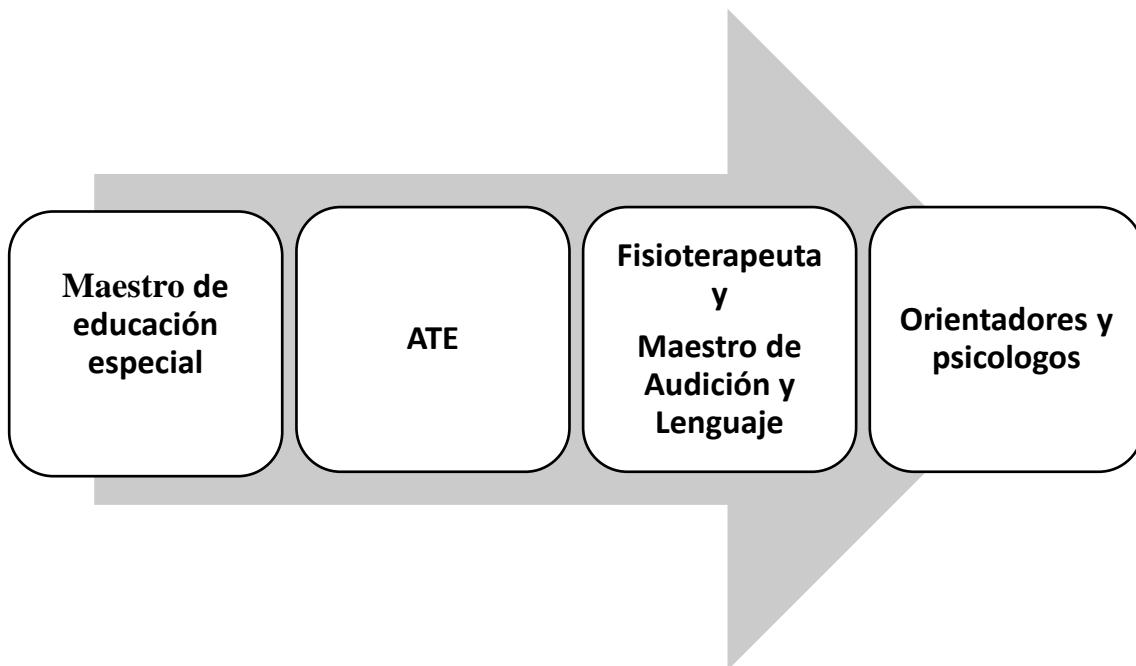 Maestro de
educación
especial
ATE
Fisioterapeuta
y
Maestro de
Audición y
Lenguaje
Orientadores y
psicologos